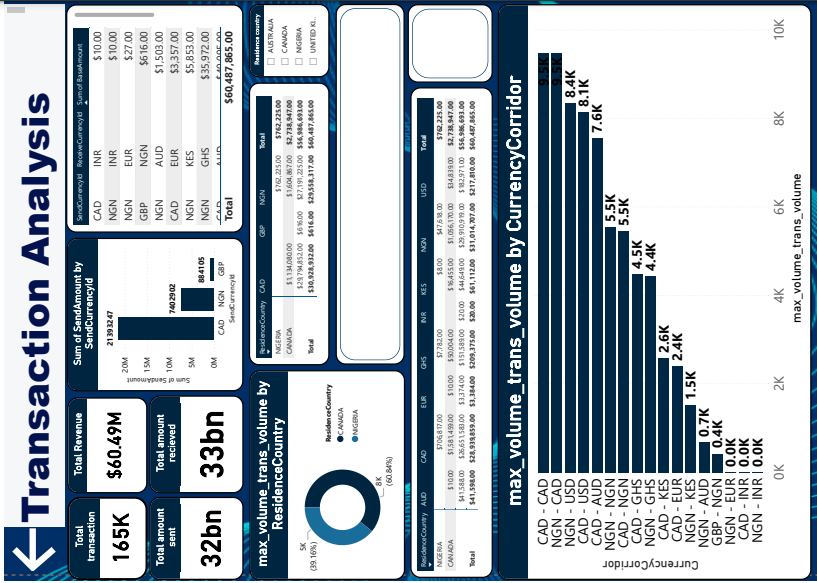 Transaction Analysis
Total transaction
165K
Total Revenue
$60.49M
Total amount sent
32bn
Total amount recieved
33bn
Sum of SendAmount by SendCurrencyId
Sum of SendAmount
20M
15M
10M
5M
0M
21393247
7402902
884105
CAD NGN GBP
SendCurrencyId
SendCurrencyId ReceiveCurrencyId Sum of BaseAmount
CAD INR $10.00
NGN INR $10.00
NGN EUR $27.00
GBP NGN $616.00
NGN AUD $1,503.00
CAD EUR $3,357.00
NGN KES $5,853.00
NGN GHS $35,972.00
Total $60,487,865.00
max_volume_trans_volume by ResidenceCountry
5K (39.16%)
8K (60.84%)
ResidenceCountry
CANADA
NIGERIA
ResidenceCountry CAD GBP NGN Total
NIGERIA $762,225.00 $762,225.00
CANADA $1,134,080.00 $1,604,867.00 $2,738,947.00
$29,794,852.00 $616.00 $27,191,225.00 $56,986,693.00
Total $30,928,932.00 $616.00 $29,558,317.00 $60,487,865.00
Residence country
AUSTRALIA
CANADA
NIGERIA
UNITED KI...
ResidenceCountry AUD CAD EUR GHS INR KES NGN USD Total
NIGERIA $706,817.00 $7,782.00 $8.00 $47,618.00 $762,225.00
CANADA $10.00 $1,581,459.00 $10.00 $50,004.00 $16,455.00 $1,056,170.00 $34,839.00 $2,738,947.00
$41,588.00 $26,651,583.00 $3,374.00 $151,589.00 $20.00 $44,649.00 $29,910,919.00 $182,971.00 $56,986,693.00
Total $41,598.00 $28,939,859.00 $3,384.00 $209,375.00 $20.00 $61,112.00 $31,014,707.00 $217,810.00 $60,487,865.00
max_volume_trans_volume by CurrencyCorridor
CurrencyCorridor
CAD - CAD 9.5K
NGN - CAD 9.5K
NGN - USD 8.4K
CAD - USD 8.1K
CAD - AUD 7.6K
NGN - NGN 5.5K
CAD - NGN 5.5K
CAD - GHS 4.5K
NGN - GHS 4.4K
CAD - KES 2.6K
CAD - EUR 2.4K
NGN - KES 1.5K
NGN - AUD 0.7K
GBP - NGN 0.4K
NGN - EUR 0.0K
CAD - INR 0.0K
NGN - INR 0.0K
0K 2K 4K 6K 8K 10K
max_volume_trans_volume